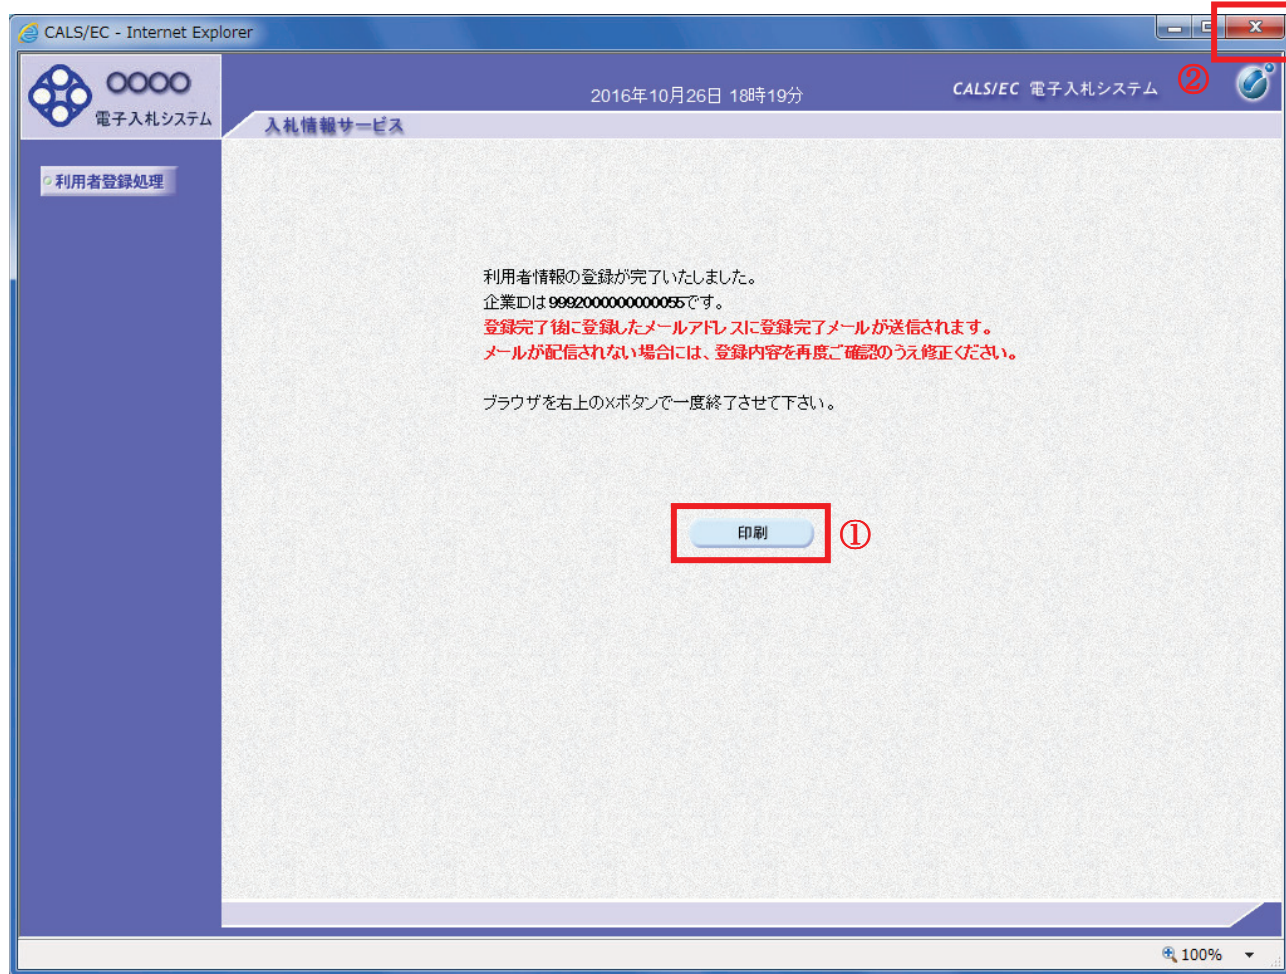 CALS/EC - Internet Explorer
〇〇〇〇
電子入札システム
2016年10月26日 18時19分
CALS/EC 電子入札システム
②
入札情報サービス
利用者登録処理
利用者情報の登録が完了いたしました。
企業IDは9992000000000055です。
登録完了後に登録したメールアドレスに登録完了メールが送信されます。
メールが配信されない場合には、登録内容を再度ご確認のうえ修正ください。
ブラウザを右上の×ボタンで一度終了させて下さい。
印刷
①
100%